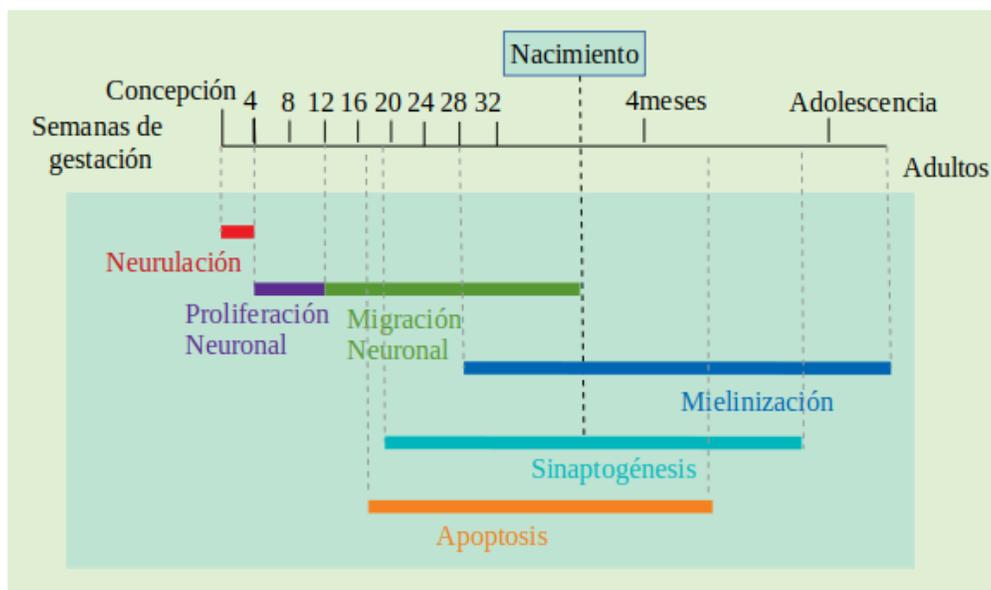 Nacimiento
Concepción
4 8 12 16 20 24 28 32
4meses
Adolescencia
Semanas de
gestación
Adultos
Neurulación
Proliferación
Neuronal
Migración
Neuronal
Mielinización
Sinaptogénesis
Apoptosis